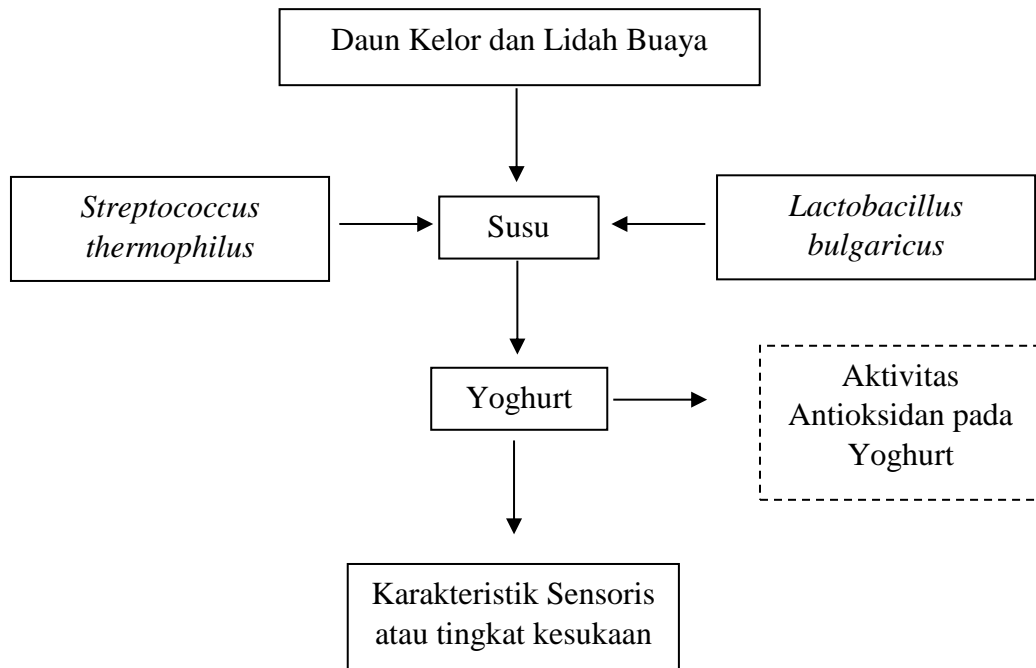 Daun Kelor dan Lidah Buaya
Streptococcus
thermophilus
Susu
Lactobacillus
bulgaricus
Yoghurt
Aktivitas
Antioksidan pada
Yoghurt
Karakteristik Sensoris
atau tingkat kesukaan